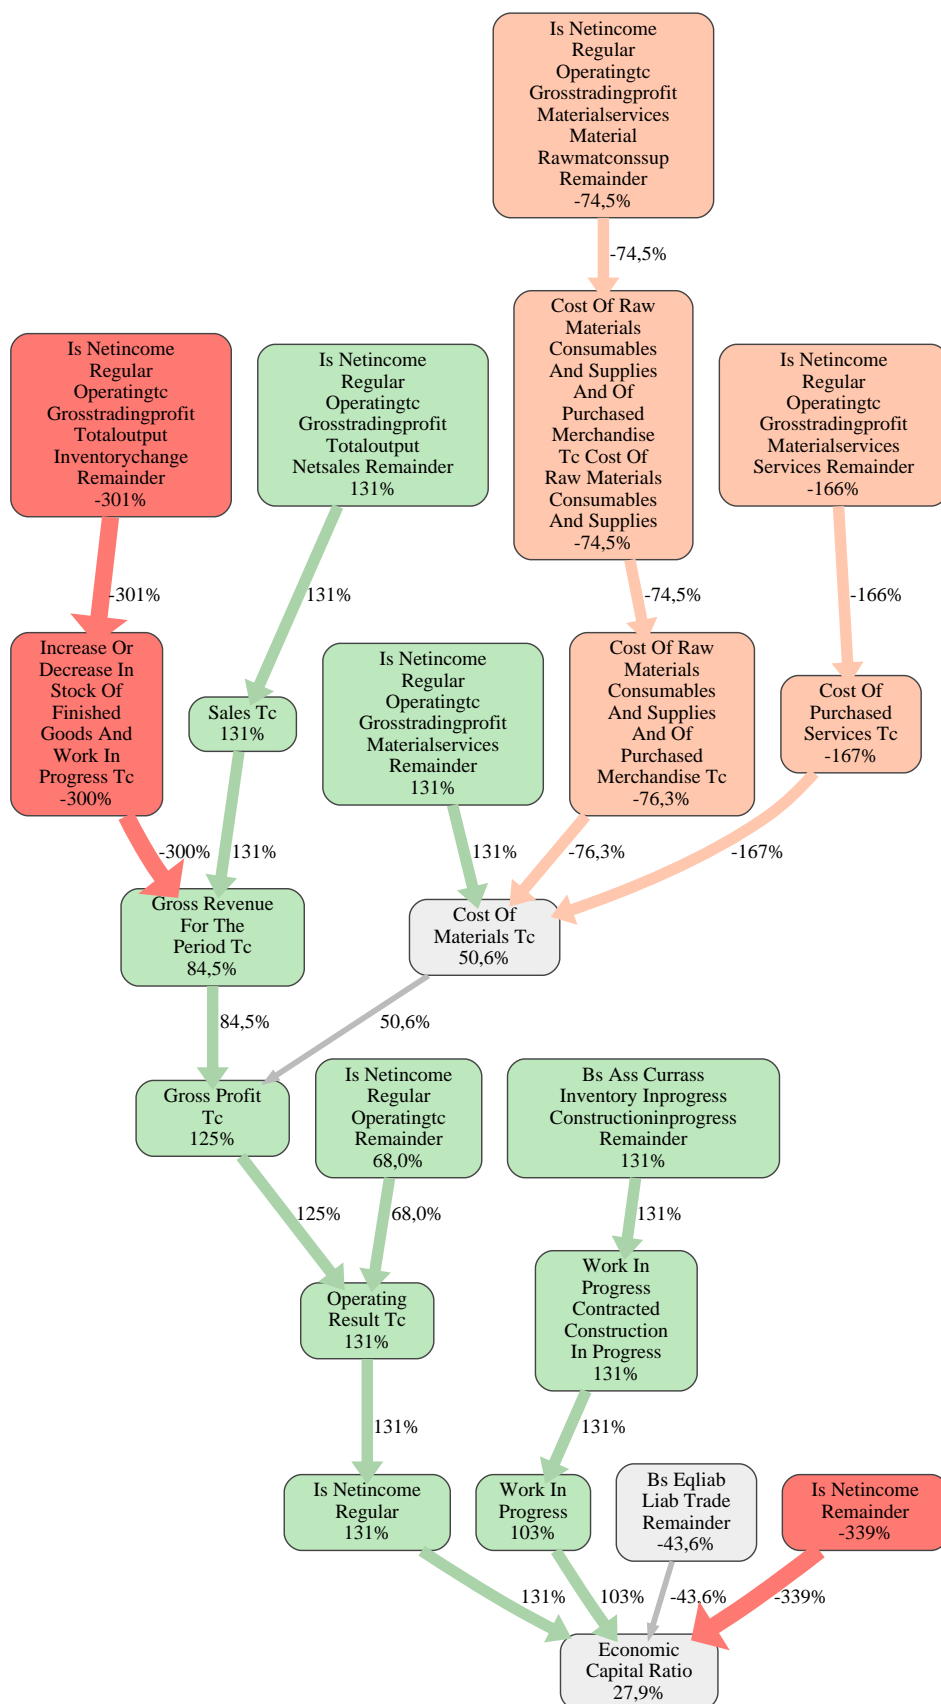 Is Netincome
Regular
Operatingtc
Grosstradingprofit
Materialservices
Material
Rawmatconssup
Remainder
-74,5%
-74,5%
Cost Of Raw
Materials
Consumables
And Supplies
And Of
Purchased
Merchandise
Tc Cost Of
Raw Materials
Consumables
And Supplies
-74,5%
Is Netincome
Regular
Operatingtc
Grosstradingprofit
Totaloutput
Inventorychange
Remainder
-301%
Is Netincome
Regular
Operatingtc
Grosstradingprofit
Totaloutput
Netsales Remainder
131%
Is Netincome
Regular
Operatingtc
Grosstradingprofit
Materialservices
Services Remainder
-166%
-301%
131%
-74,5%
-166%
Increase Or
Decrease In
Stock Of
Finished
Goods And
Work In
Progress Tc
-300%
Sales Tc
131%
Is Netincome
Regular
Operatingtc
Grosstradingprofit
Materialservices
Remainder
131%
Cost Of Raw
Materials
Consumables
And Supplies
And Of
Purchased
Merchandise Tc
-76,3%
Cost Of
Purchased
Services Tc
-167%
-300%
131%
131%
-76,3%
-167%
Gross Revenue
For The
Period Tc
84,5%
Cost Of
Materials Tc
50,6%
84,5%
50,6%
Gross Profit
Tc
125%
Is Netincome
Regular
Operatingtc
Remainder
68,0%
Bs Ass Currass
Inventory Inprogress
Constructioninprogress
Remainder
131%
125%
68,0%
131%
Operating
Result Tc
131%
Work In
Progress
Contracted
Construction
In Progress
131%
131%
131%
Is Netincome
Regular
131%
Work In
Progress
103%
Bs Eqliab
Liab Trade
Remainder
-43,6%
Is Netincome
Remainder
-339%
131%
103%
-43,6%
-339%
Economic
Capital Ratio
27,9%